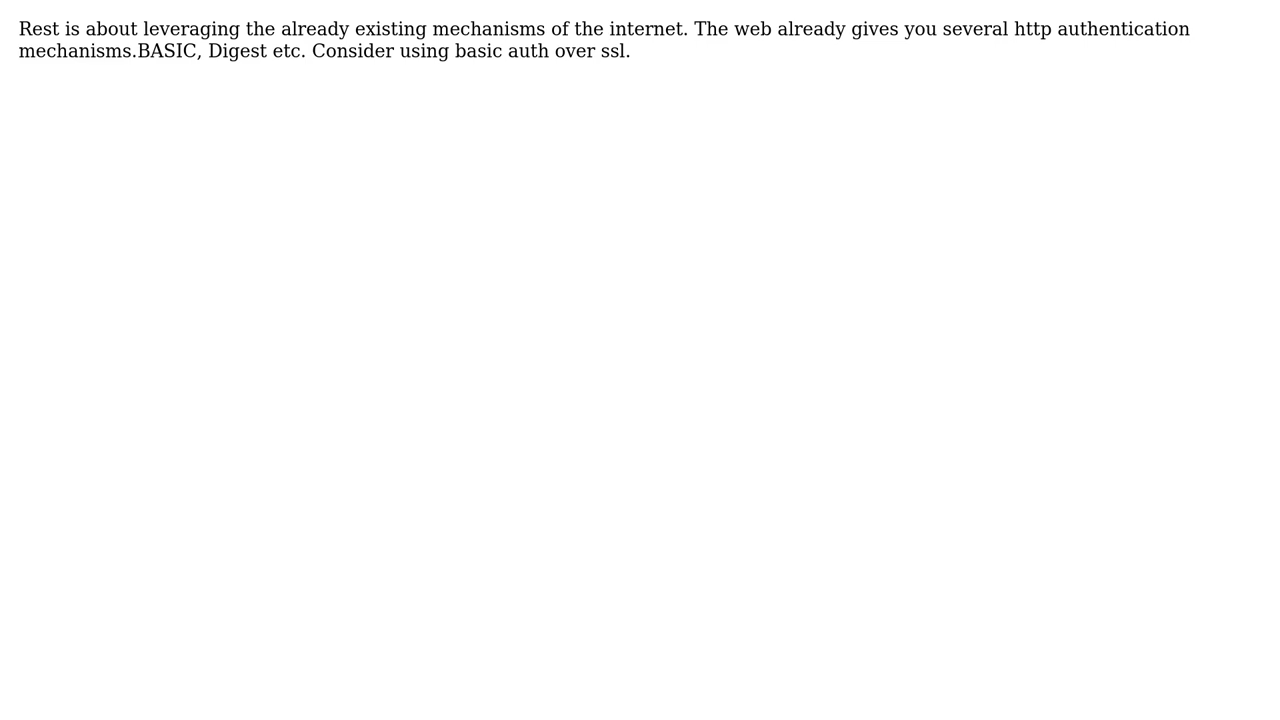 Rest is about leveraging the already existing mechanisms of the internet. The web already gives you several http authentication
mechanisms.BASIC, Digest etc. Consider using basic auth over ssl.